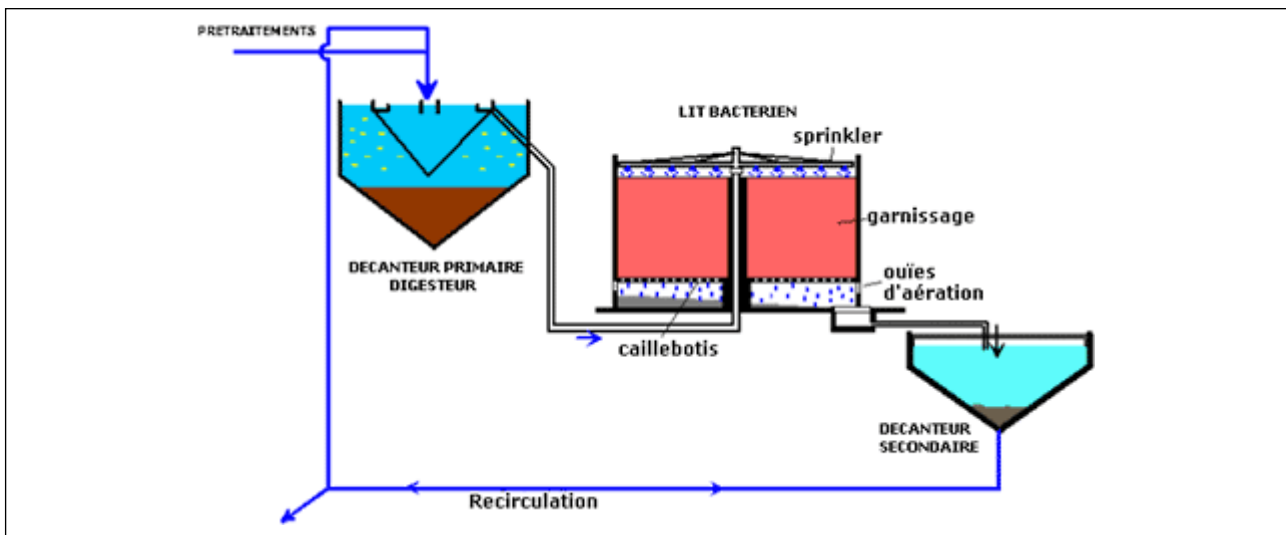 PRETRAITEMENTS
LIT BACTERIEN
sprinkler
garnissage
DECANTEUR PRIMAIRE
DIGESTEUR
ouïes
d'aération
caillebotis
DECANTEUR
SECONDAIRE
Recirculation